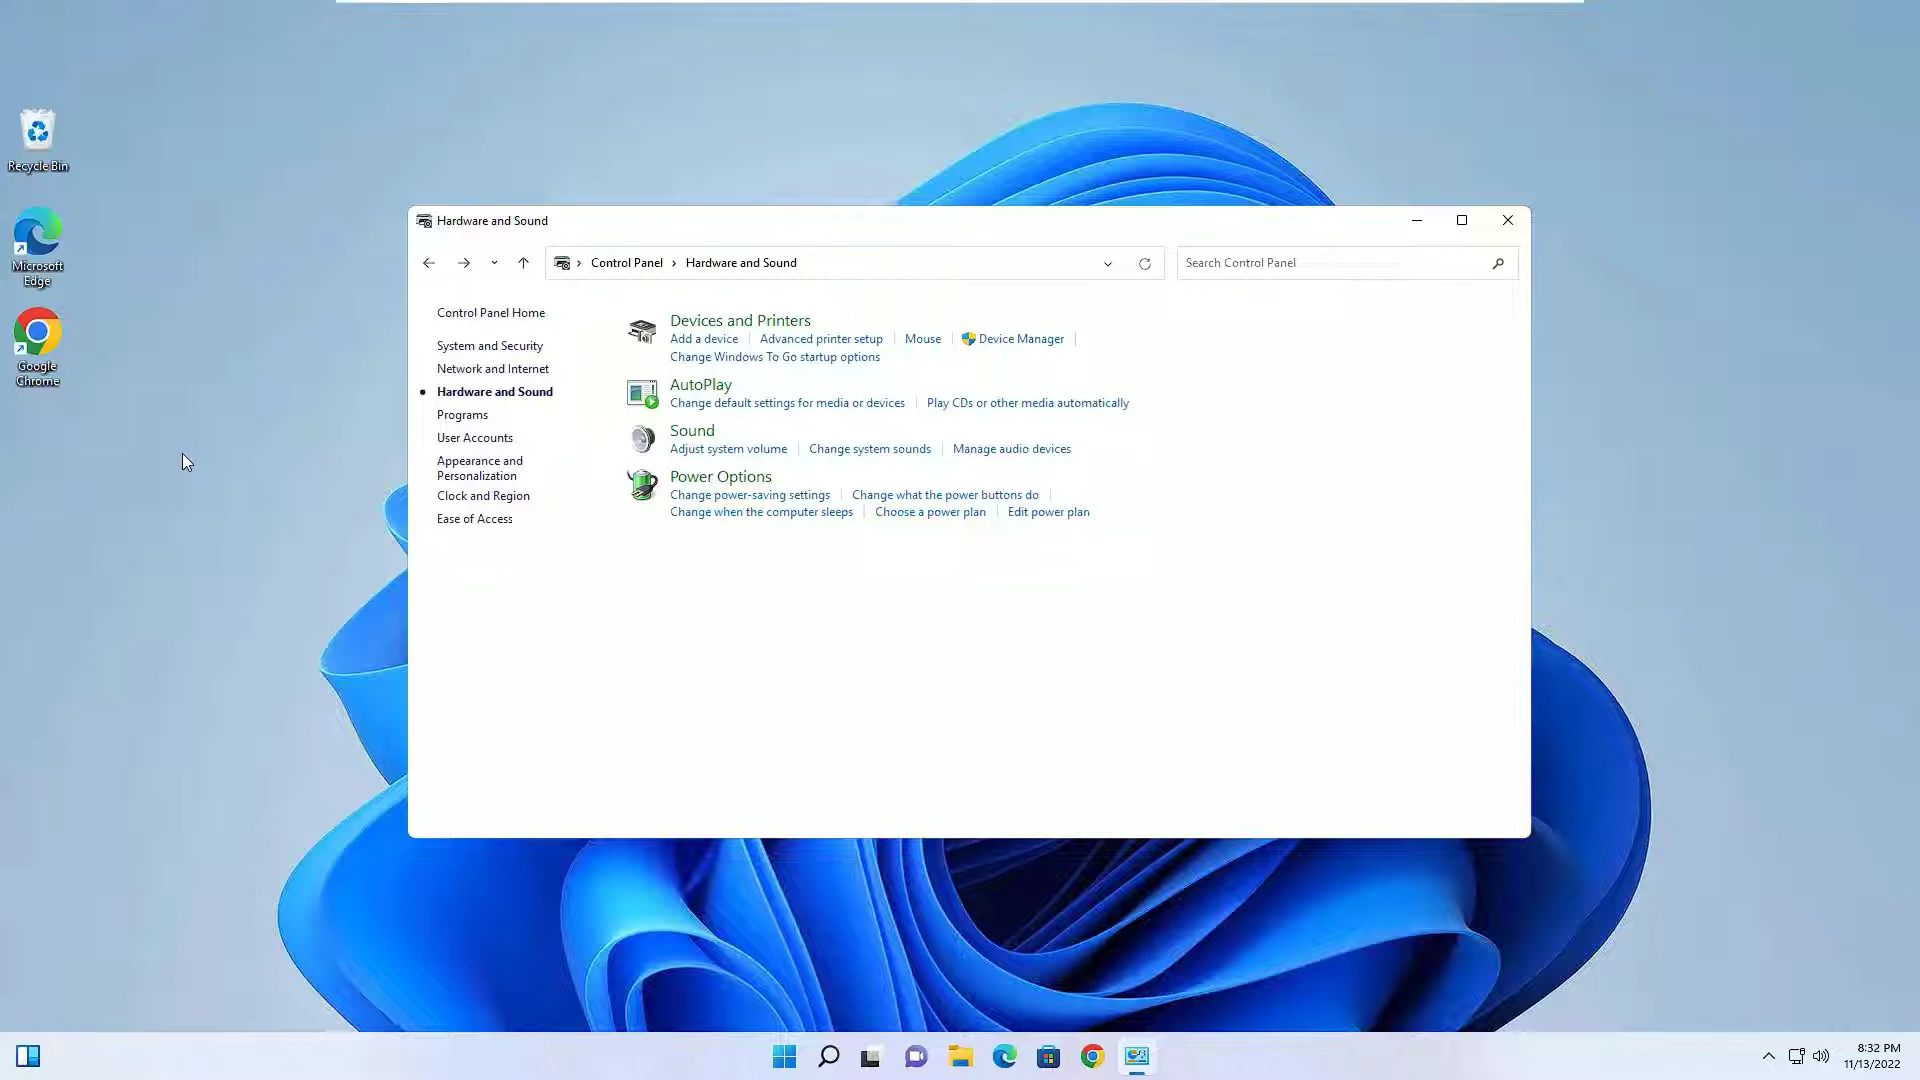 Recycle Bin
Microsoft
Edge
Google
Chrome
Hardware and Sound
Control Panel Hardware and Sound
Search Control Panel
Control Panel Home
System and Security
Network and Internet
Hardware and Sound
Programs
User Accounts
Appearance and
Personalization
Clock and Region
Ease of Access
Devices and Printers
Add a device Advanced printer setup Mouse Device Manager
Change Windows To Go startup options
AutoPlay
Change default settings for media or devices Play CDs or other media automatically
Sound
Adjust system volume Change system sounds Manage audio devices
Power Options
Change power-saving settings Change what the power buttons do
Change when the computer sleeps Choose a power plan Edit power plan
8:32 PM
11/13/2022